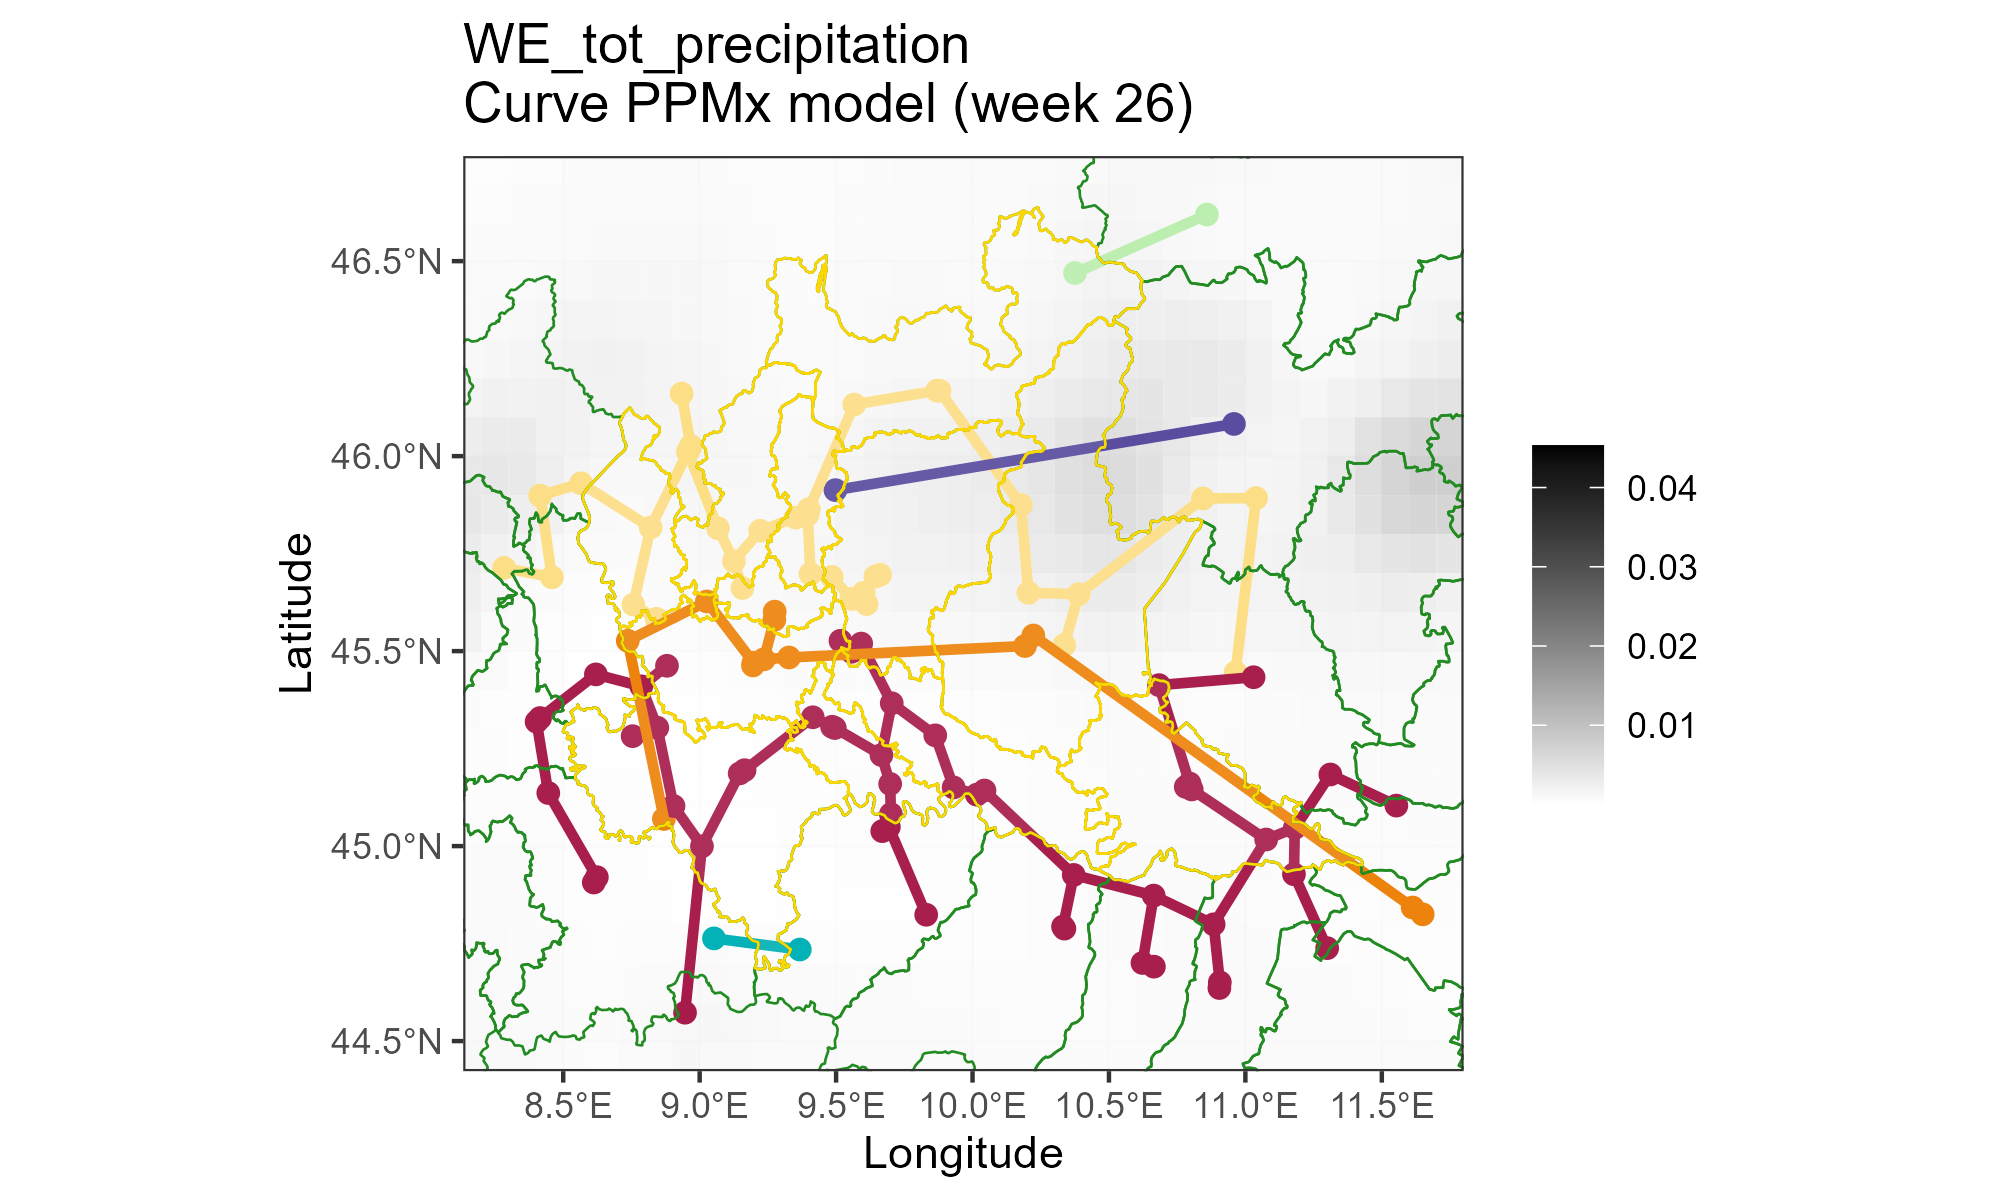 WE_tot_precipitation
Curve PPMx model (week 26)
46.5°N
46.0°N
45.5°N
45.0°N
44.5°N
Latitude
8.5°E
9.0°E
9.5°E
10.0°E
10.5°E
11.0°E
11.5°E
Longitude
0.04
0.03
0.02
0.01